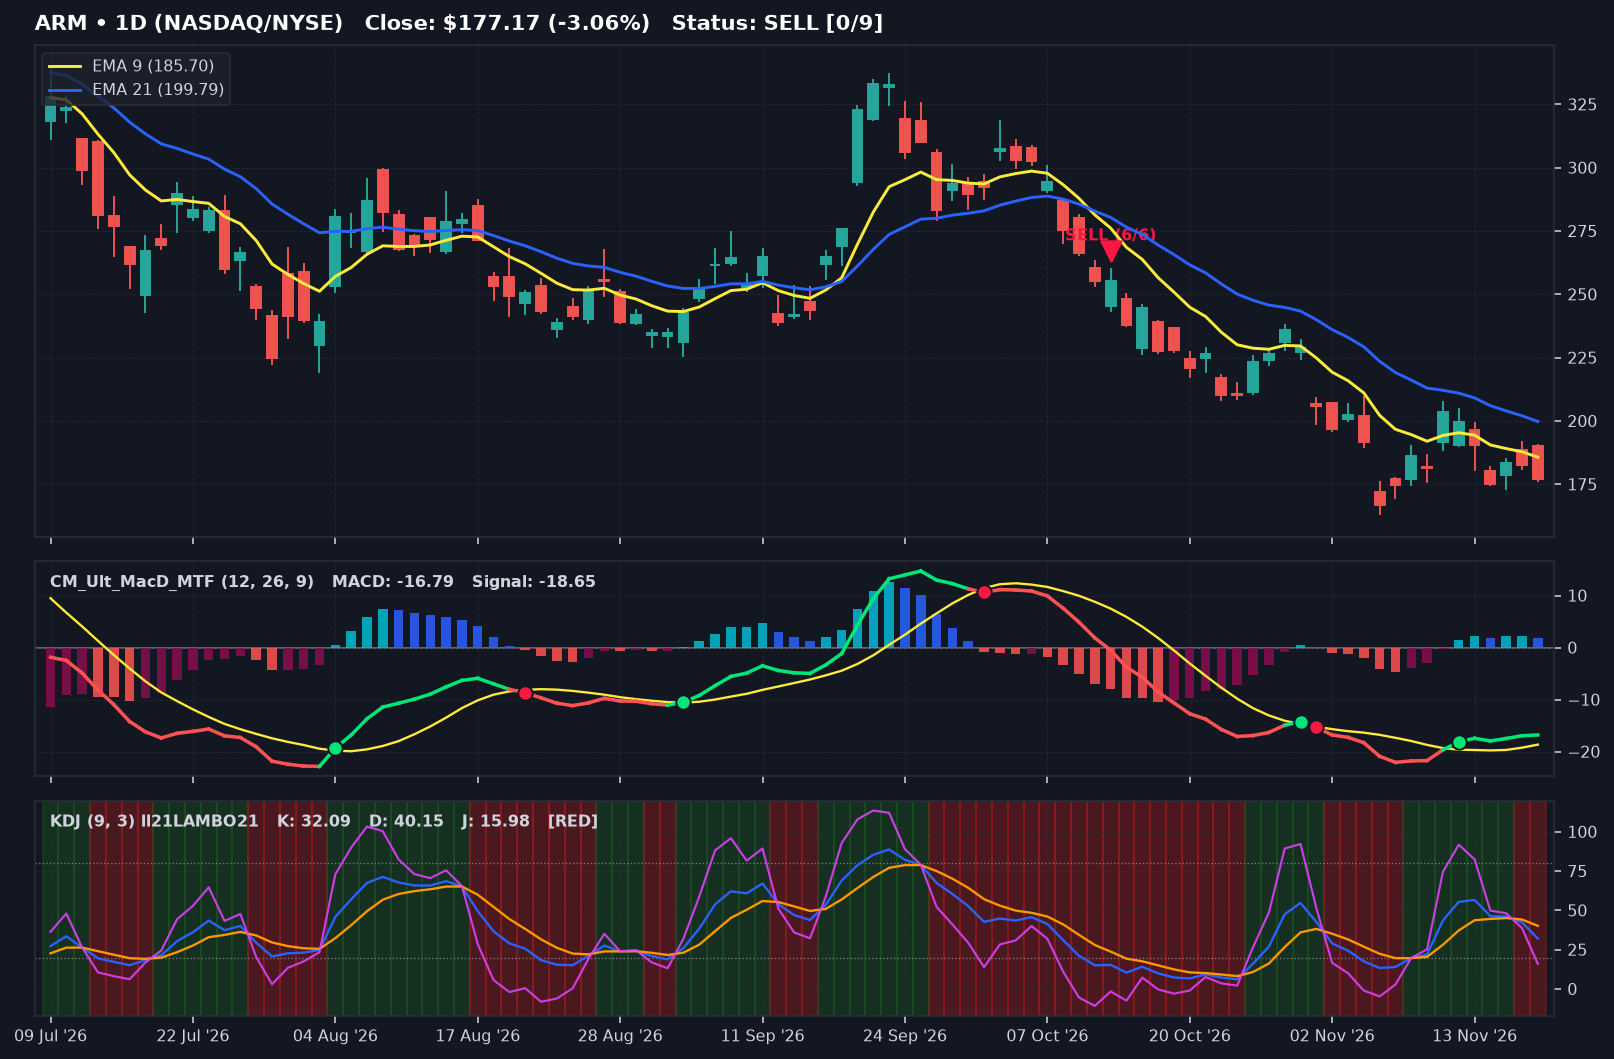 ARM • 1D (NASDAQ/NYSE)   Close: $177.17 (-3.06%)   Status: SELL [0/9]
EMA 9 (185.70)
EMA 21 (199.79)
325
300
275
250
225
200
175
SELL (6/6)
CM_Ult_MacD_MTF (12, 26, 9)   MACD: -16.79   Signal: -18.65
10
0
−10
−20
KDJ (9, 3) II21LAMBO21   K: 32.09   D: 40.15   J: 15.98   [RED]
100
75
50
25
0
09 Jul '26
22 Jul '26
04 Aug '26
17 Aug '26
28 Aug '26
11 Sep '26
24 Sep '26
07 Oct '26
20 Oct '26
02 Nov '26
13 Nov '26